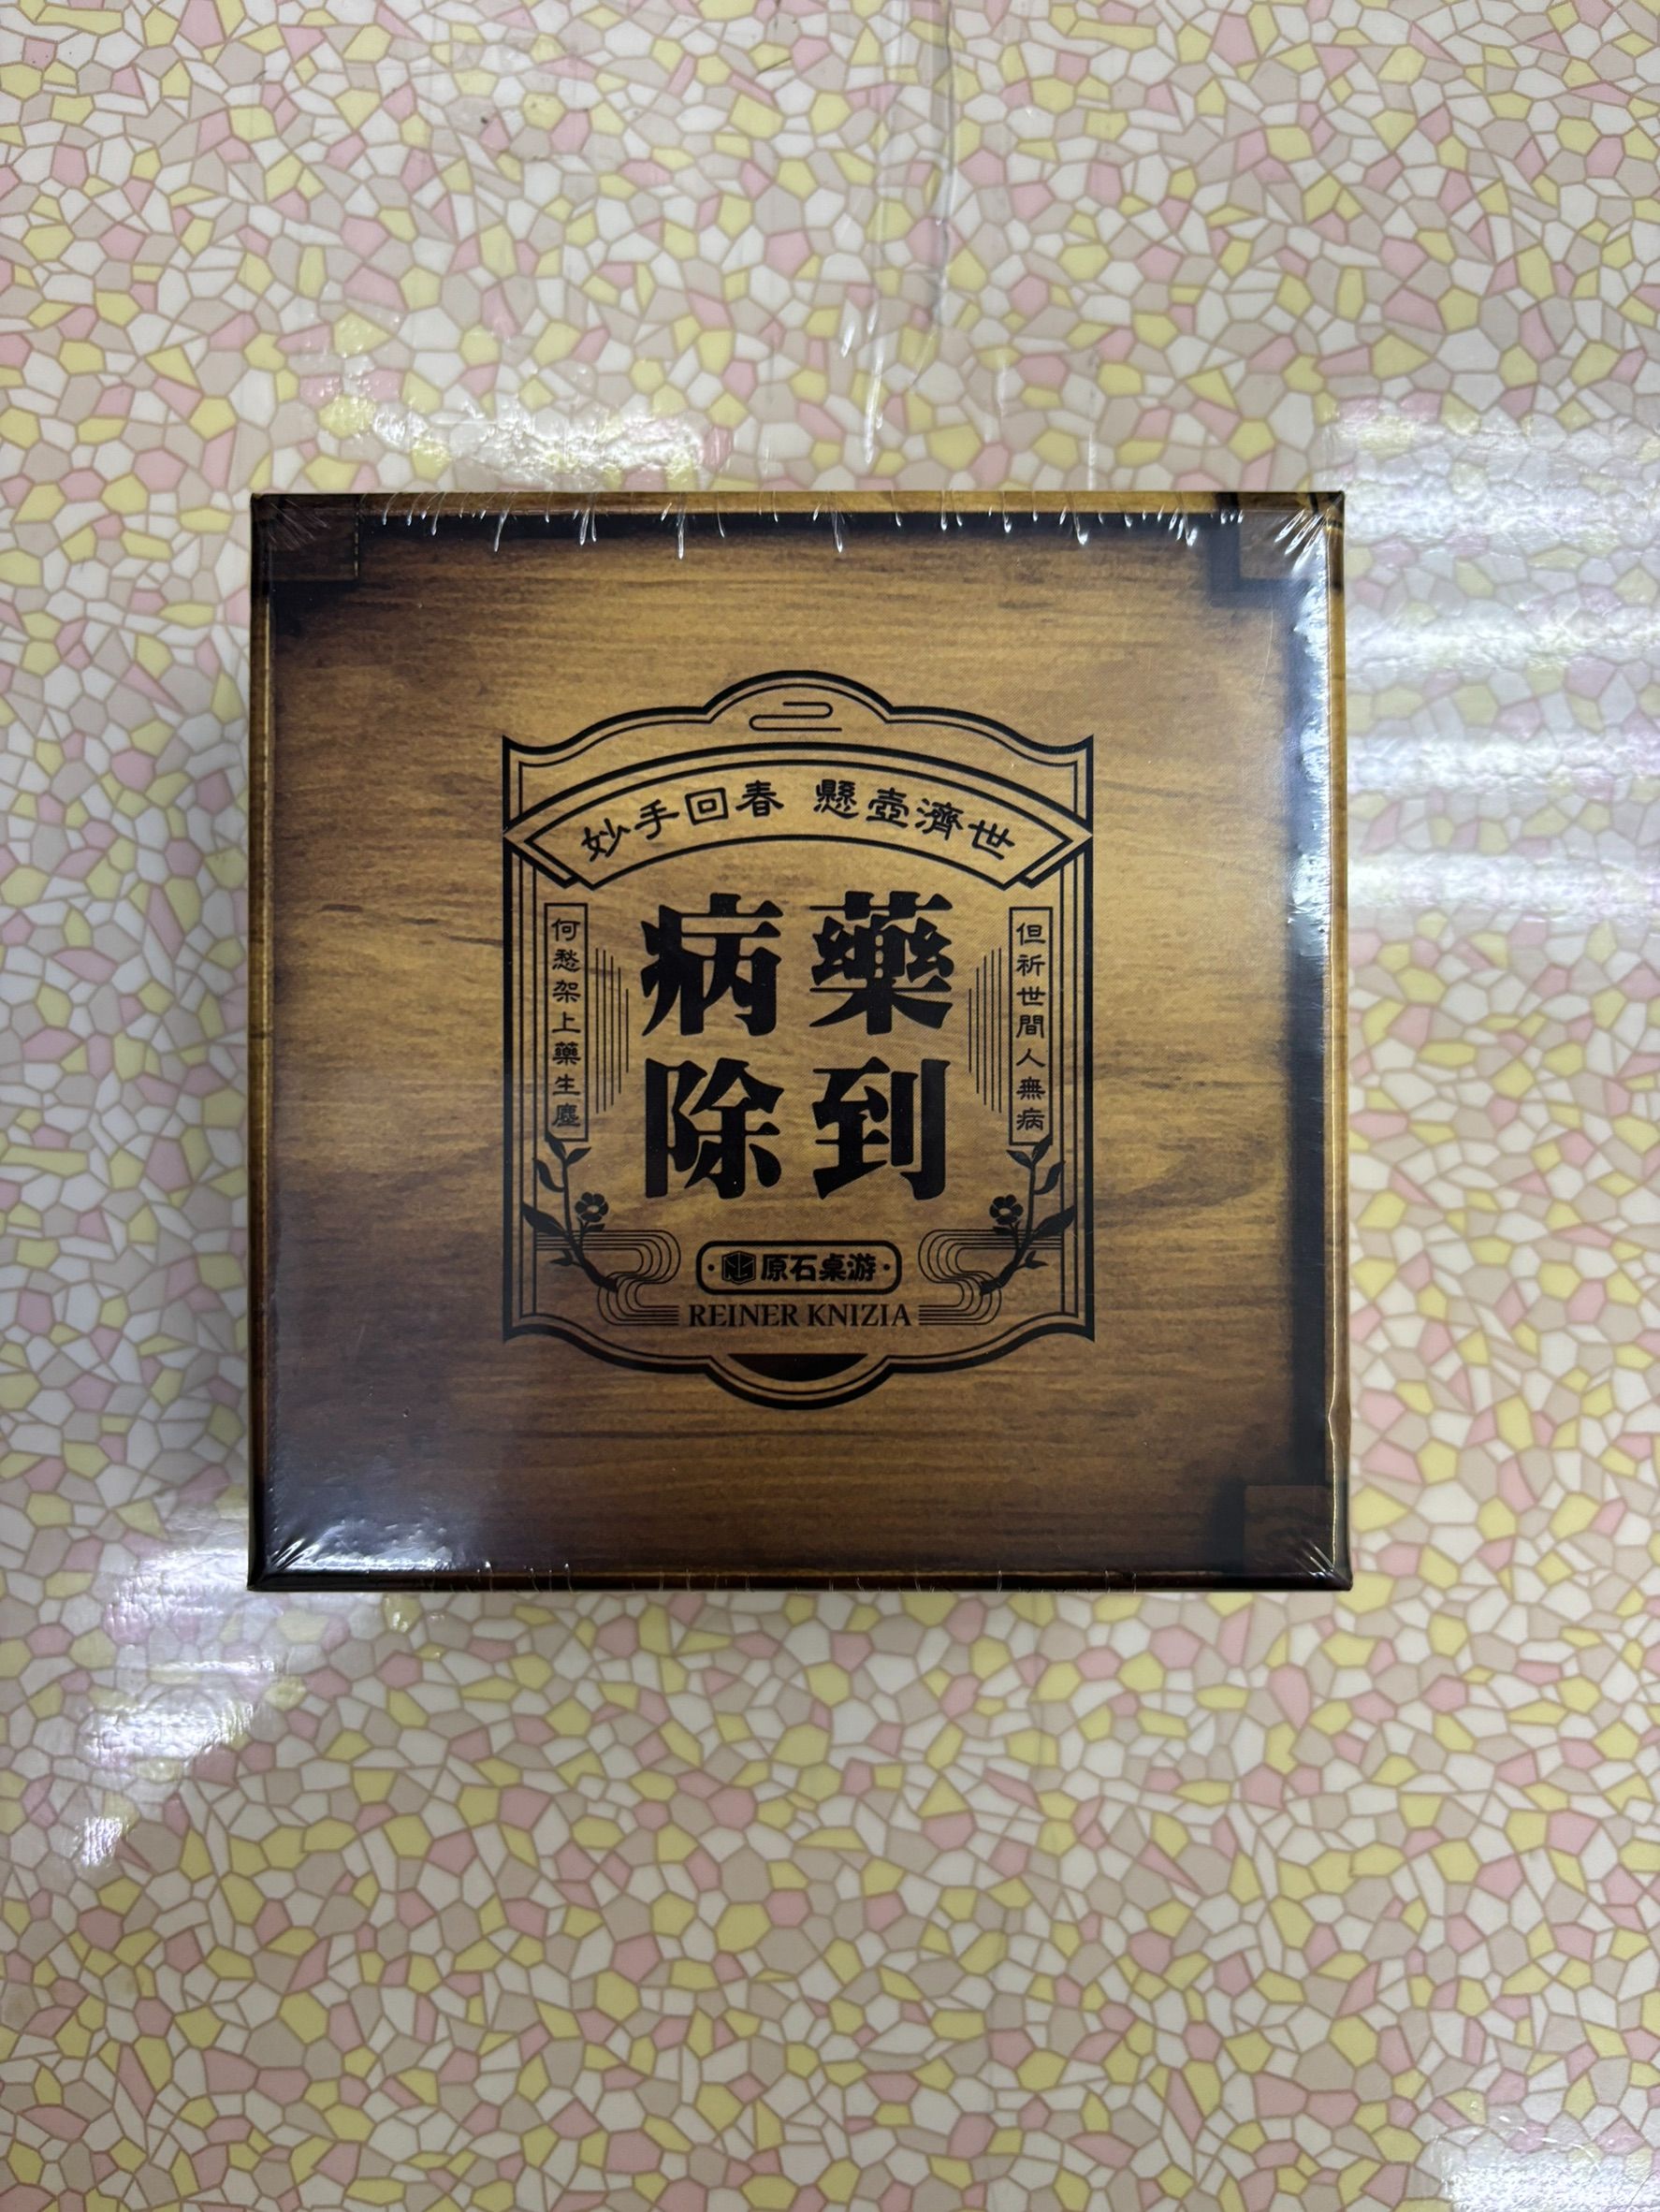 妙手回春 懸壺濟世
藥到
病除
但祈世間人無病
何愁架上藥生塵
原石桌游
REINER KNIZIA